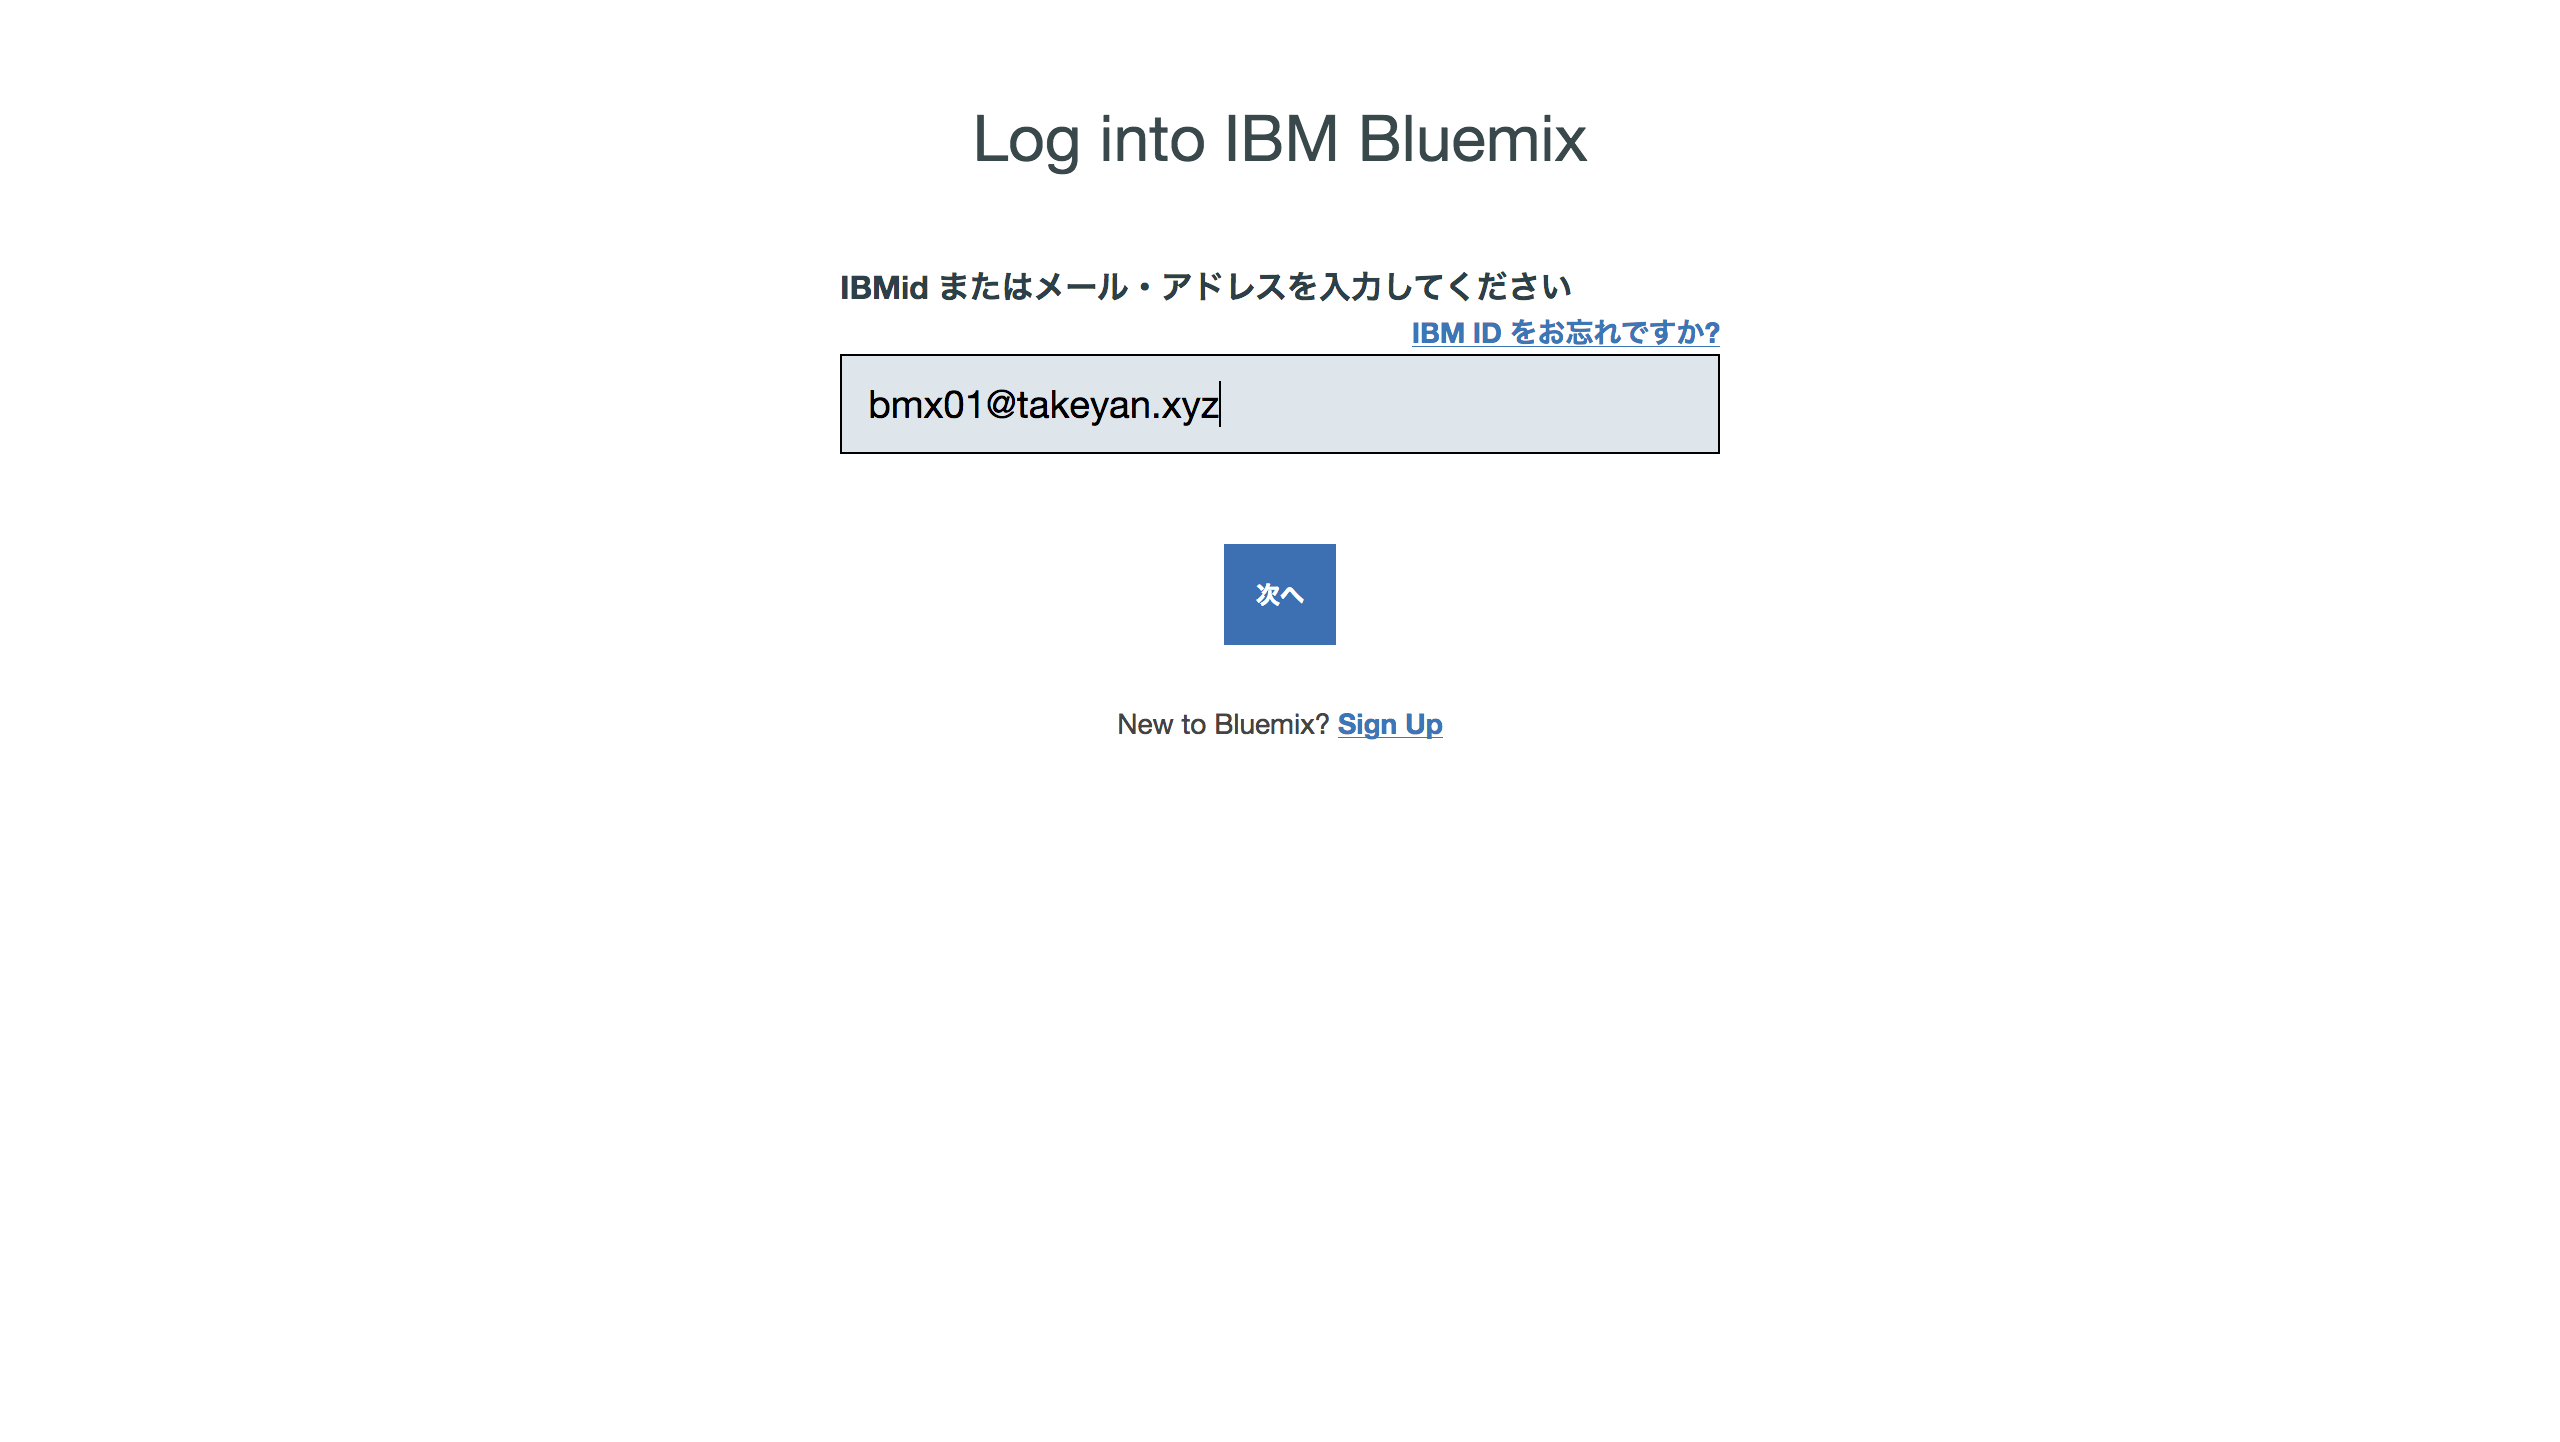 Log into IBM Bluemix
IBMid またはメール・アドレスを入力してください
IBM ID をお忘れですか?
bmx01@takeyan.xyz
次へ
New to Bluemix? Sign Up